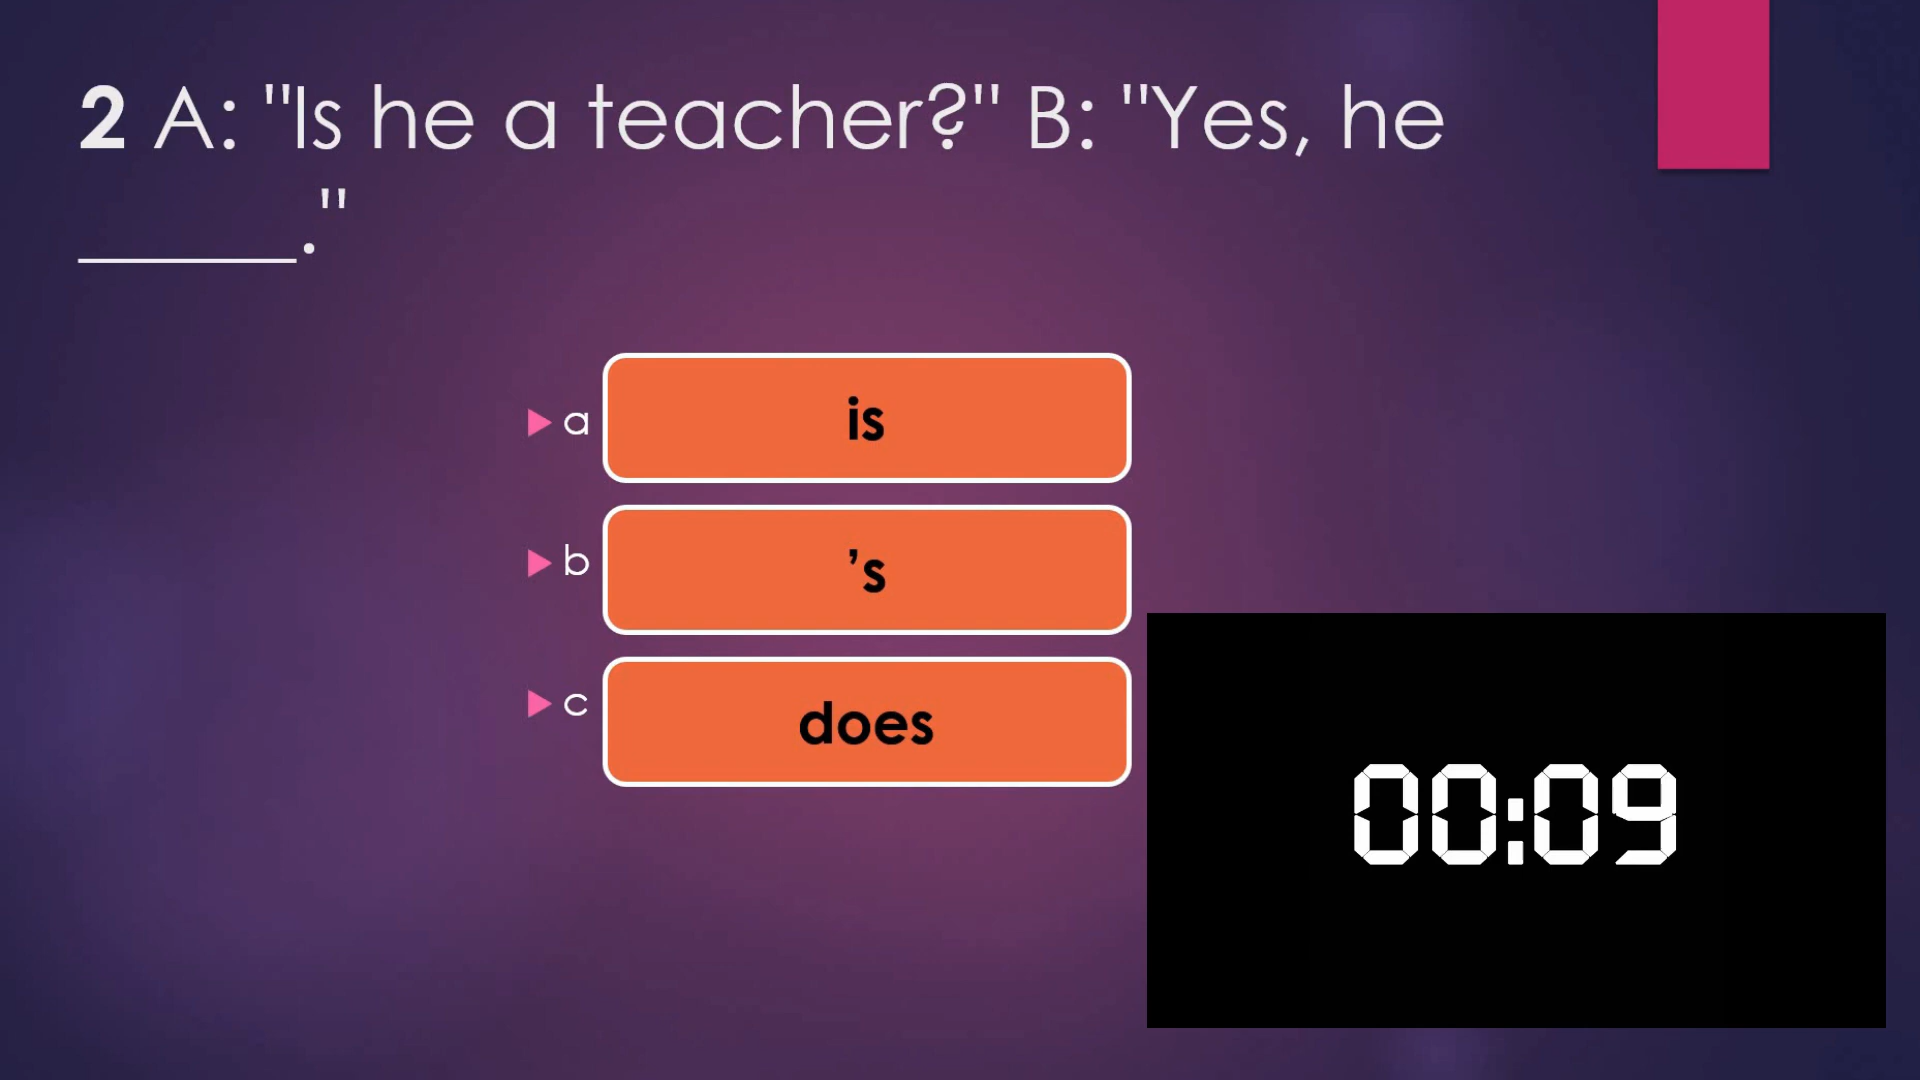 2 A: "Is he a teacher?" B: "Yes, he
______."
a is
b 's
c does
00:09